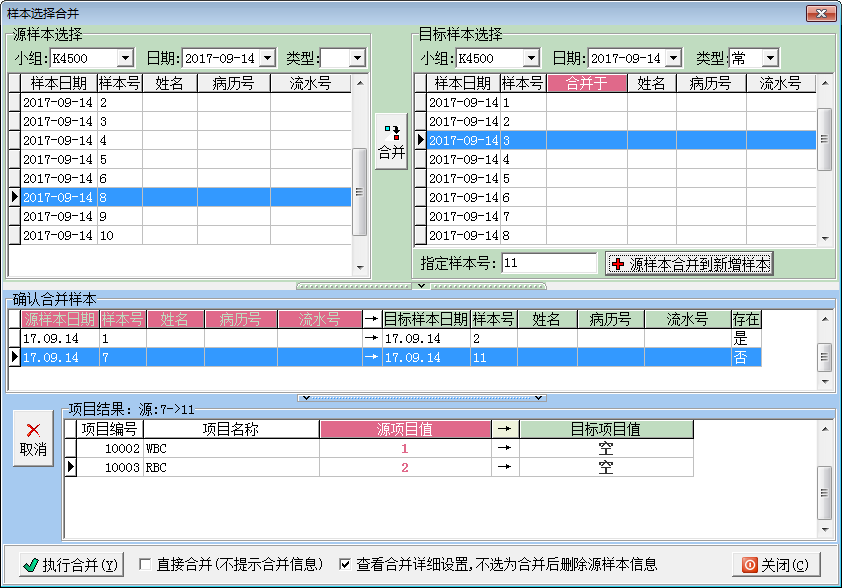 样本选择合并
源样本选择
小组: K4500 日期: 2017-09-14 类型:
样本日期 样本号 姓名 病历号 流水号
2017-09-14 2
2017-09-14 3
2017-09-14 4
2017-09-14 5
2017-09-14 6
2017-09-14 8
2017-09-14 9
2017-09-14 10
合并
目标样本选择
小组: K4500 日期: 2017-09-14 类型: 常
样本日期 样本号 合并于 姓名 病历号 流水号
2017-09-14 1
2017-09-14 2
2017-09-14 3
2017-09-14 4
2017-09-14 5
2017-09-14 6
2017-09-14 7
2017-09-14 8
指定样本号: 11 源样本合并到新增样本
确认合并样本
源样本日期 样本号 姓名 病历号 流水号 → 目标样本日期 样本号 姓名 病历号 流水号 存在
17.09.14 1 → 17.09.14 2 是
17.09.14 7 → 17.09.14 11 否
取消
项目结果: 源:7->11
项目编号 项目名称 源项目值 → 目标项目值
10002 WBC 1 → 空
10003 RBC 2 → 空
执行合并(Y) 直接合并(不提示合并信息) 查看合并详细设置,不选为合并后删除源样本信息 关闭(C)